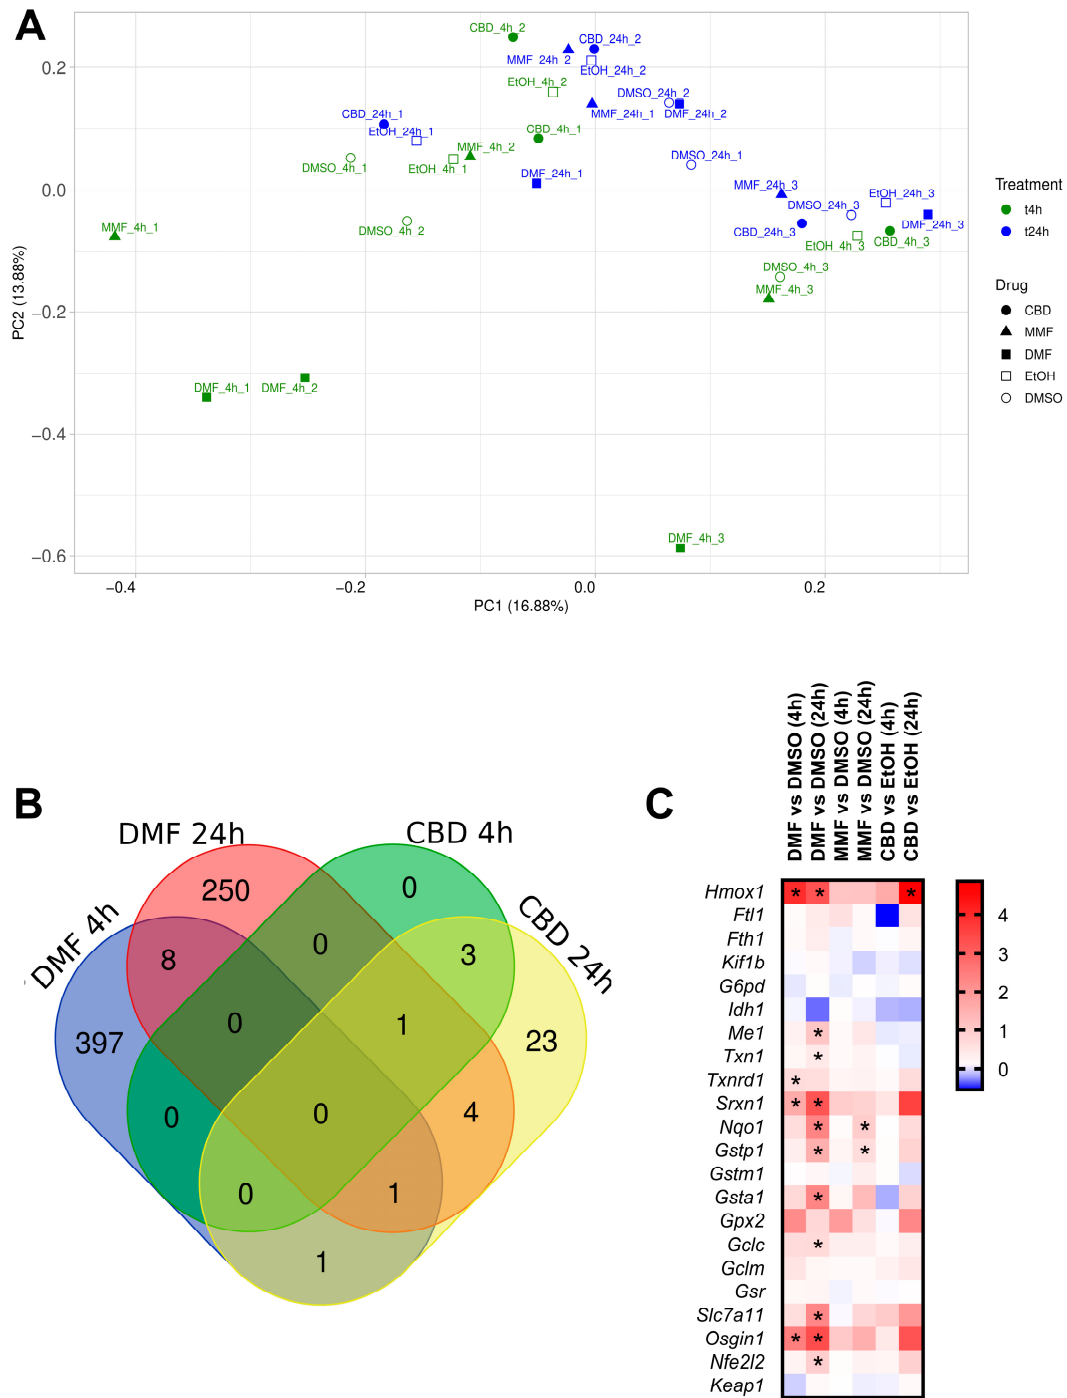 A
CBD_4h_2
CBD_24h_2
MMF_24h_2
EtOH_24h_2
EtOH_4h_2
DMSO_24h_2
CBD_24h_1
MMF_24h_1
DMF_24h_2
EtOH_24h_1
CBD_4h_1
MMF_4h_2
DMSO_24h_1
DMSO_4h_1
EtOH_4h_1
DMF_24h_1
MMF_24h_3
EtOH_24h_3
DMSO_24h_3
MMF_4h_1
DMSO_4h_2
CBD_24h_3
DMF_24h_3
EtOH_4h_3
CBD_4h_3
DMSO_4h_3
MMF_4h_3
DMF_4h_1
DMF_4h_2
DMF_4h_3
0.2
0.0
−0.2
−0.4
−0.6
PC2 (13.88%)
−0.4
−0.2
0.0
0.2
PC1 (16.88%)
Treatment
t4h
t24h
Drug
CBD
MMF
DMF
EtOH
DMSO
B
DMF 24h
CBD 4h
DMF 4h
CBD 24h
250
0
8
0
3
397
0
1
23
0
0
4
0
1
1
C
DMF vs DMSO (4h)
DMF vs DMSO (24h)
MMF vs DMSO (4h)
MMF vs DMSO (24h)
CBD vs EtOH (4h)
CBD vs EtOH (24h)
Hmox1 * * *
Ftl1
Fth1
Kif1b
G6pd
Idh1
Me1 *
Txn1 *
Txnrd1 *
Srxn1 * *
Nqo1 * *
Gstp1 * *
Gstm1
Gsta1 *
Gpx2
Gclc *
Gclm
Gsr
Slc7a11 *
Osgin1 * *
Nfe2l2 *
Keap1
4
3
2
1
0